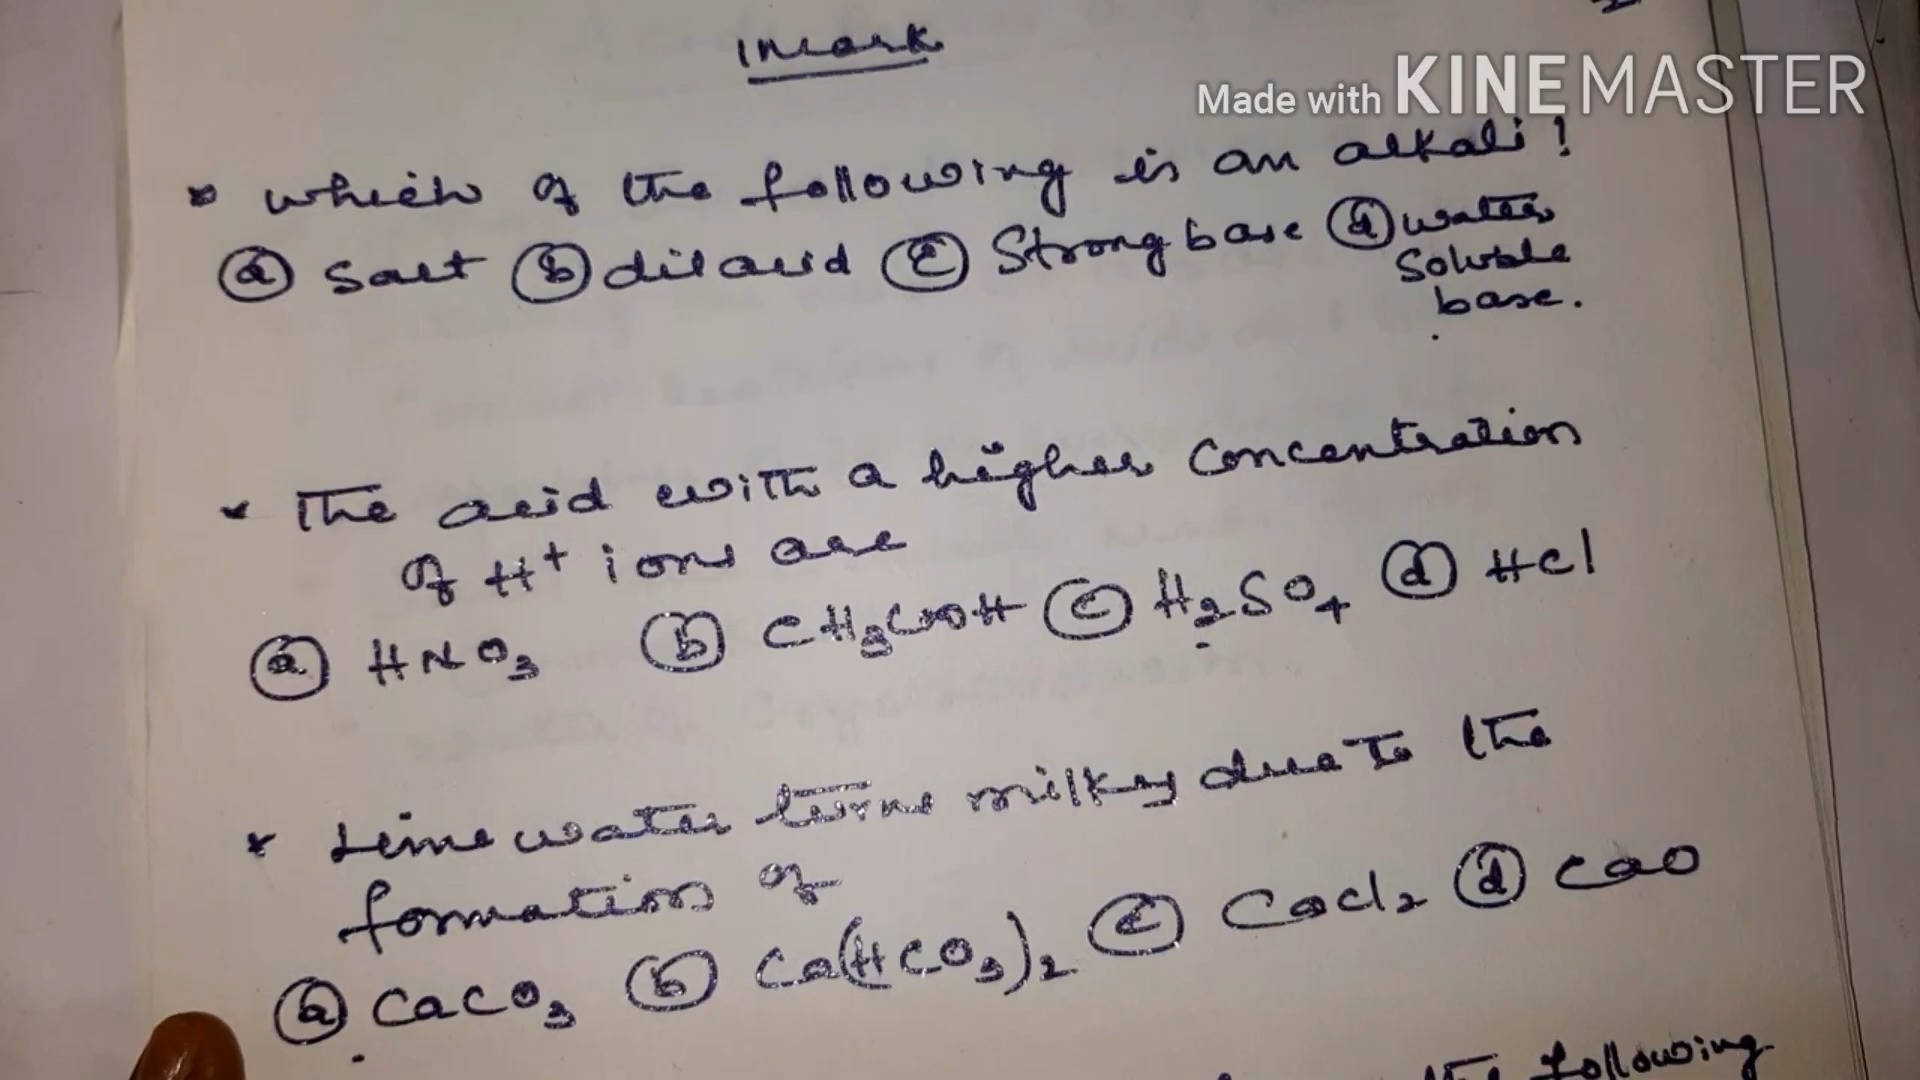 1 mark
Made with KINEMASTER
* which of the following is an alkali?
(a) Salt (b) dil acid (c) Strong base (d) water
Soluble
base.
* The acid with a higher concentration
of H+ ions are
(a) HNO3 (b) CH3COOH (c) H2SO4 (d) HCl
* Lime water turns milky due to the
formation of
(a) CaCO3 (b) Ca(HCO3)2 (c) CaCl2 (d) CaO
the following